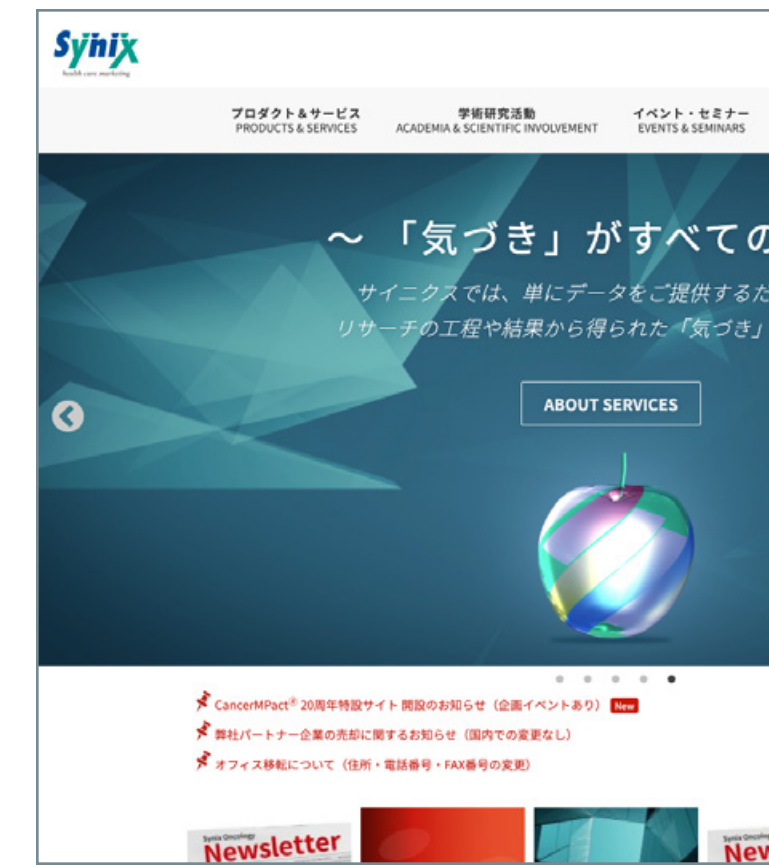 Synix
health care marketing
プロダクト＆サービス
PRODUCTS & SERVICES
学術研究活動
ACADEMIA & SCIENTIFIC INVOLVEMENT
イベント・セミナー
EVENTS & SEMINARS
～ 「気づき」がすべての
サイニクスでは、単にデータをご提供するだ
リサーチの工程や結果から得られた「気づき」
ABOUT SERVICES
CancerMPact® 20周年特設サイト 開設のお知らせ（企画イベントあり） New
弊社パートナー企業の売却に関するお知らせ（国内での変更なし）
オフィス移転について（住所・電話番号・FAX番号の変更）
Synix Oncology
Newsletter
Synix Oncology
New